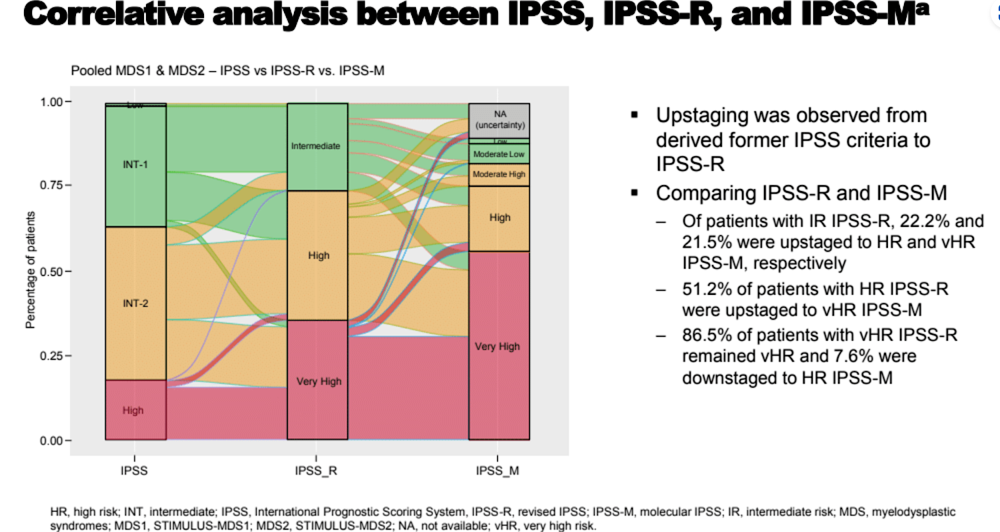 Correlative analysis between IPSS, IPSS-R, and IPSS-Mᵃ
Pooled MDS1 & MDS2 – IPSS vs IPSS-R vs. IPSS-M
Percentage of patients
1.00
0.75
0.50
0.25
0.00
Low
INT-1
INT-2
High
Intermediate
High
Very High
NA
(uncertainty)
Low
Moderate Low
Moderate High
High
Very High
IPSS
IPSS_R
IPSS_M
▪ Upstaging was observed from
derived former IPSS criteria to
IPSS-R
▪ Comparing IPSS-R and IPSS-M
– Of patients with IR IPSS-R, 22.2% and
21.5% were upstaged to HR and vHR
IPSS-M, respectively
– 51.2% of patients with HR IPSS-R
were upstaged to vHR IPSS-M
– 86.5% of patients with vHR IPSS-R
remained vHR and 7.6% were
downstaged to HR IPSS-M
HR, high risk; INT, intermediate; IPSS, International Prognostic Scoring System, IPSS-R, revised IPSS; IPSS-M, molecular IPSS; IR, intermediate risk; MDS, myelodysplastic
syndromes; MDS1, STIMULUS-MDS1; MDS2, STIMULUS-MDS2; NA, not available; vHR, very high risk.